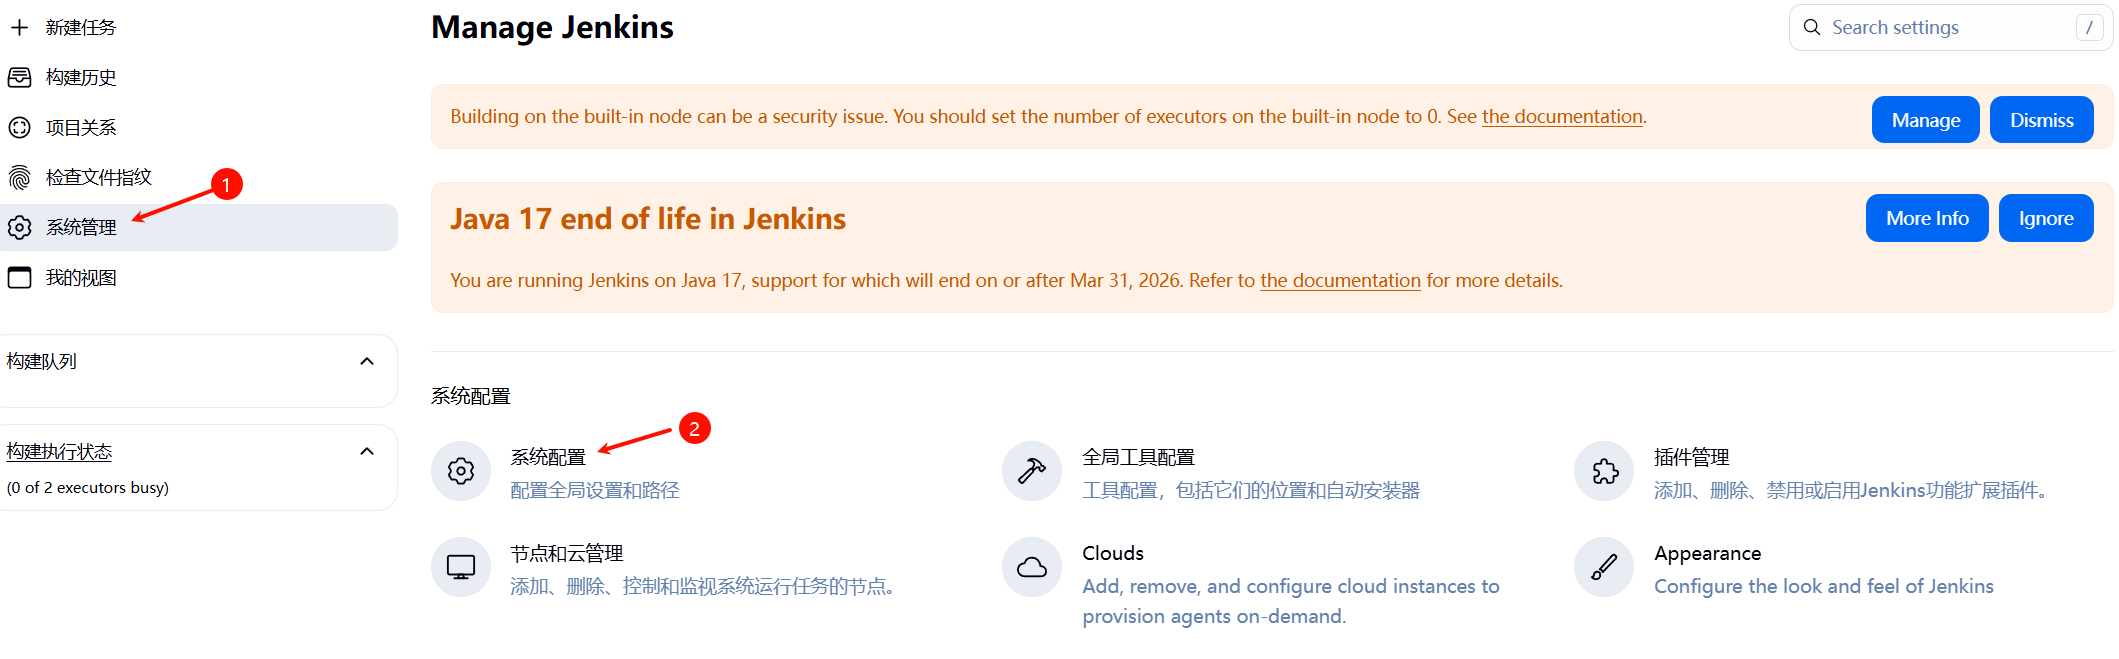 新建任务
构建历史
项目关系
检查文件指纹
1
系统管理
我的视图
构建队列
构建执行状态
(0 of 2 executors busy)
Manage Jenkins
Search settings
/
Building on the built-in node can be a security issue. You should set the number of executors on the built-in node to 0. See the documentation.
Manage
Dismiss
Java 17 end of life in Jenkins
More Info
Ignore
You are running Jenkins on Java 17, support for which will end on or after Mar 31, 2026. Refer to the documentation for more details.
系统配置
2
系统配置
配置全局设置和路径
全局工具配置
工具配置，包括它们的位置和自动安装器
插件管理
添加、删除、禁用或启用Jenkins功能扩展插件。
节点和云管理
添加、删除、控制和监视系统运行任务的节点。
Clouds
Add, remove, and configure cloud instances to
provision agents on-demand.
Appearance
Configure the look and feel of Jenkins